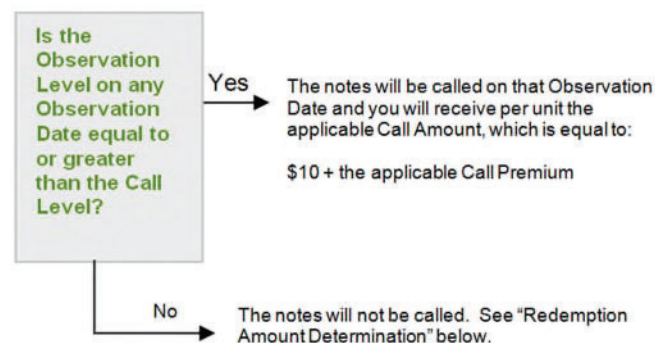 Is the
Observation
Level on any
Observation
Date equal to
or greater
than the Call
Level?
Yes
The notes will be called on that Observation
Date and you will receive per unit the
applicable Call Amount, which is equal to:
$10 + the applicable Call Premium
No
The notes will not be called. See “Redemption
Amount Determination” below.